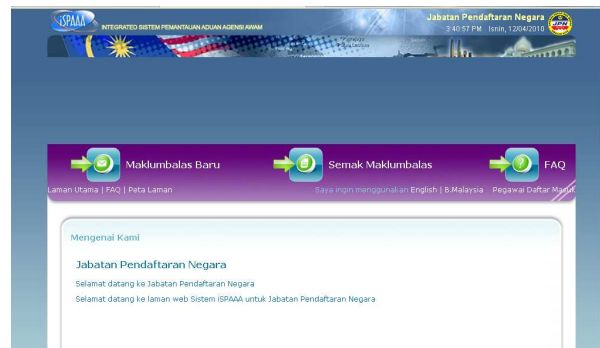 iSPAAA
INTEGRATED SISTEM PEMANTAUAN ADUAN AGENSI AWAM
Jabatan Pendaftaran Negara
3:40:57 PM Isnin, 12/04/2010
JPN
Maklumbalas Baru
Semak Maklumbalas
FAQ
Laman Utama | FAQ | Peta Laman
Saya ingin menggunakan English | B.Malaysia
Pegawai Daftar Masuk
Mengenai Kami
Jabatan Pendaftaran Negara
Selamat datang ke Jabatan Pendaftaran Negara
Selamat datang ke laman web Sistem iSPAAA untuk Jabatan Pendaftaran Negara